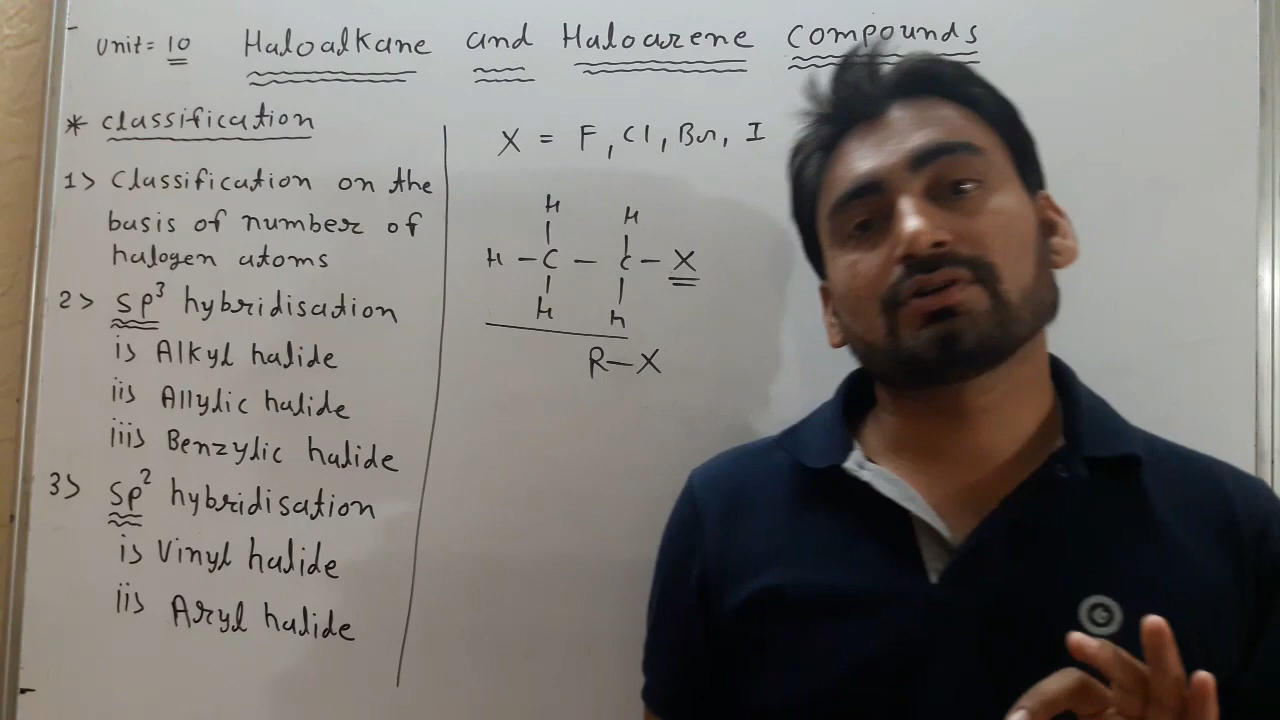 Unit = 10 Haloalkane and Haloarene compounds
* classification
1> Classification on the
basis of number of
halogen atoms
2> sp³ hybridisation
i> Alkyl halide
ii> Allylic halide
iii> Benzylic halide
3> sp² hybridisation
i> Vinyl halide
ii> Aryl halide
X = F, Cl, Br, I
H H
H – C – C – X
H H
R – X